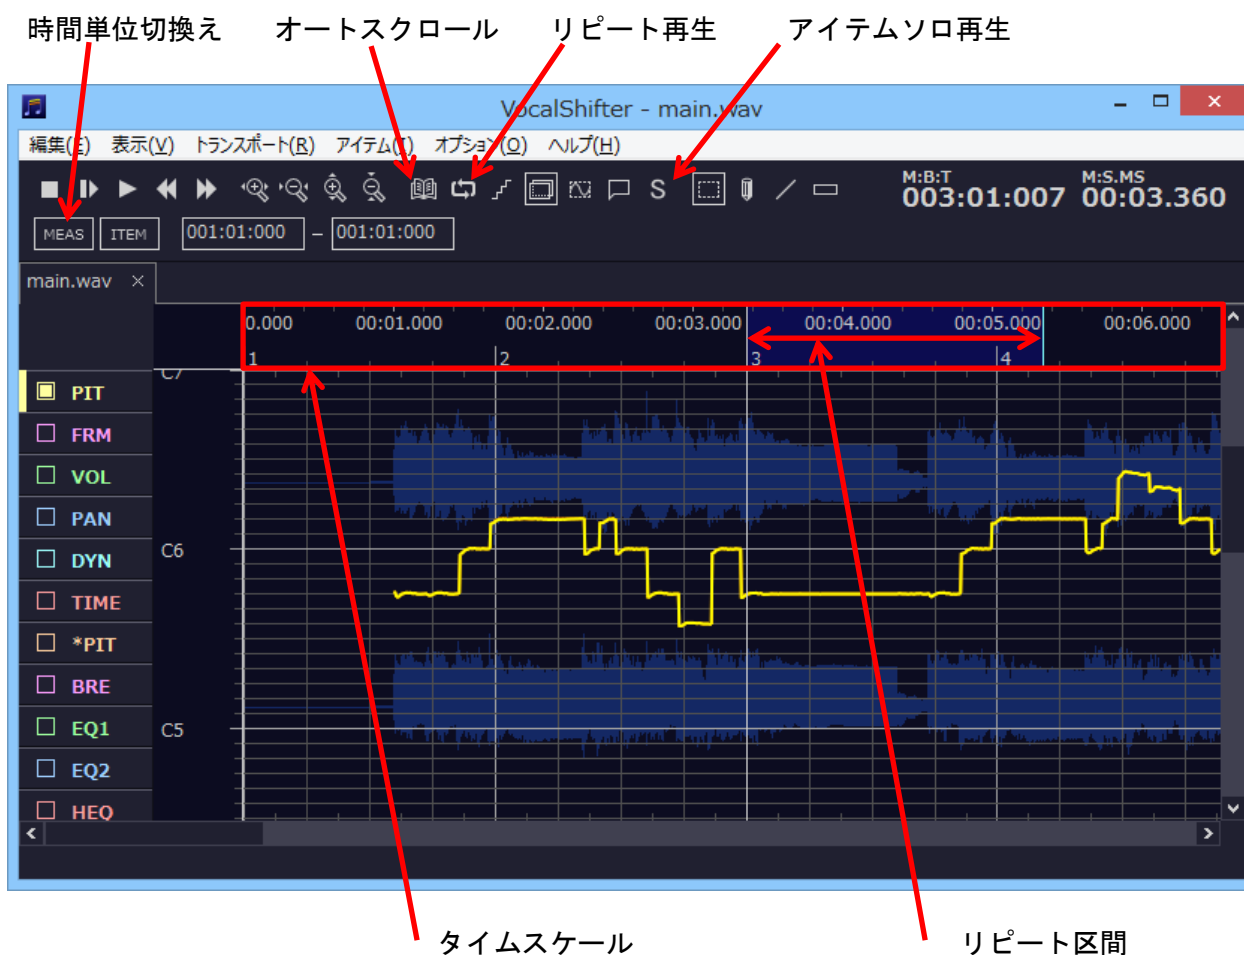 時間単位切換え オートスクロール リピート再生 アイテムソロ再生
VocalShifter - main.wav
編集(E) 表示(V) トランスポート(R) アイテム(I) オプション(O) ヘルプ(H)
S
M:B:T 003:01:007 M:S.MS 00:03.360
MEAS ITEM 001:01:000 – 001:01:000
main.wav ×
0.000 00:01.000 00:02.000 00:03.000 00:04.000 00:05.000 00:06.000
1 2 3 4
C7
PIT
FRM
VOL
PAN
C6
DYN
TIME
*PIT
BRE
EQ1
C5
EQ2
HEQ
タイムスケール リピート区間